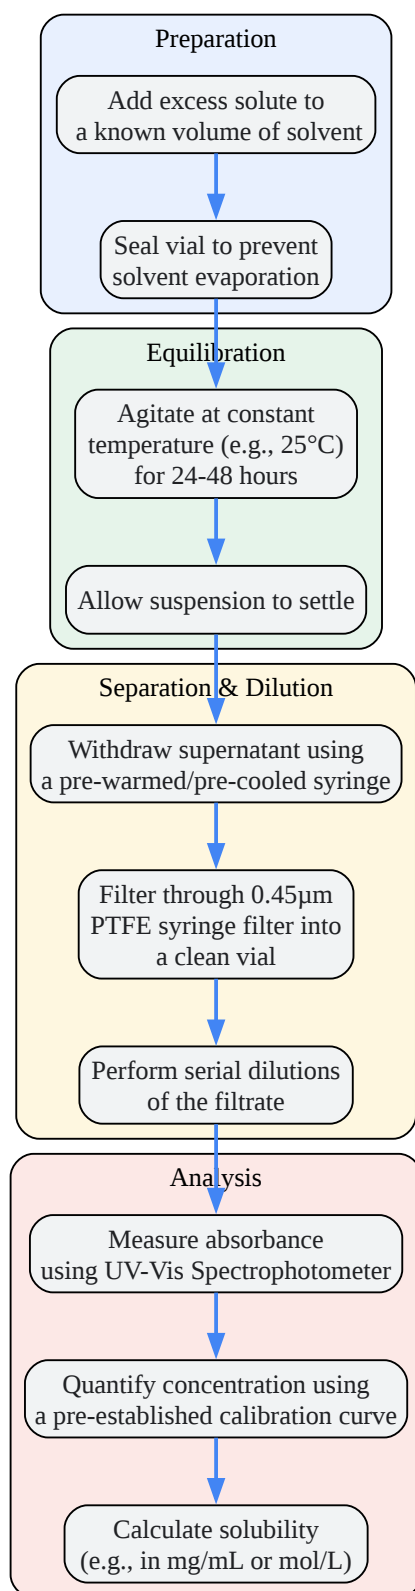 Preparation
Add excess solute to
a known volume of solvent
Seal vial to prevent
solvent evaporation
Equilibration
Agitate at constant
temperature (e.g., 25°C)
for 24-48 hours
Allow suspension to settle
Separation & Dilution
Withdraw supernatant using
a pre-warmed/pre-cooled syringe
Filter through 0.45µm
PTFE syringe filter into
a clean vial
Perform serial dilutions
of the filtrate
Analysis
Measure absorbance
using UV-Vis Spectrophotometer
Quantify concentration using
a pre-established calibration curve
Calculate solubility
(e.g., in mg/mL or mol/L)